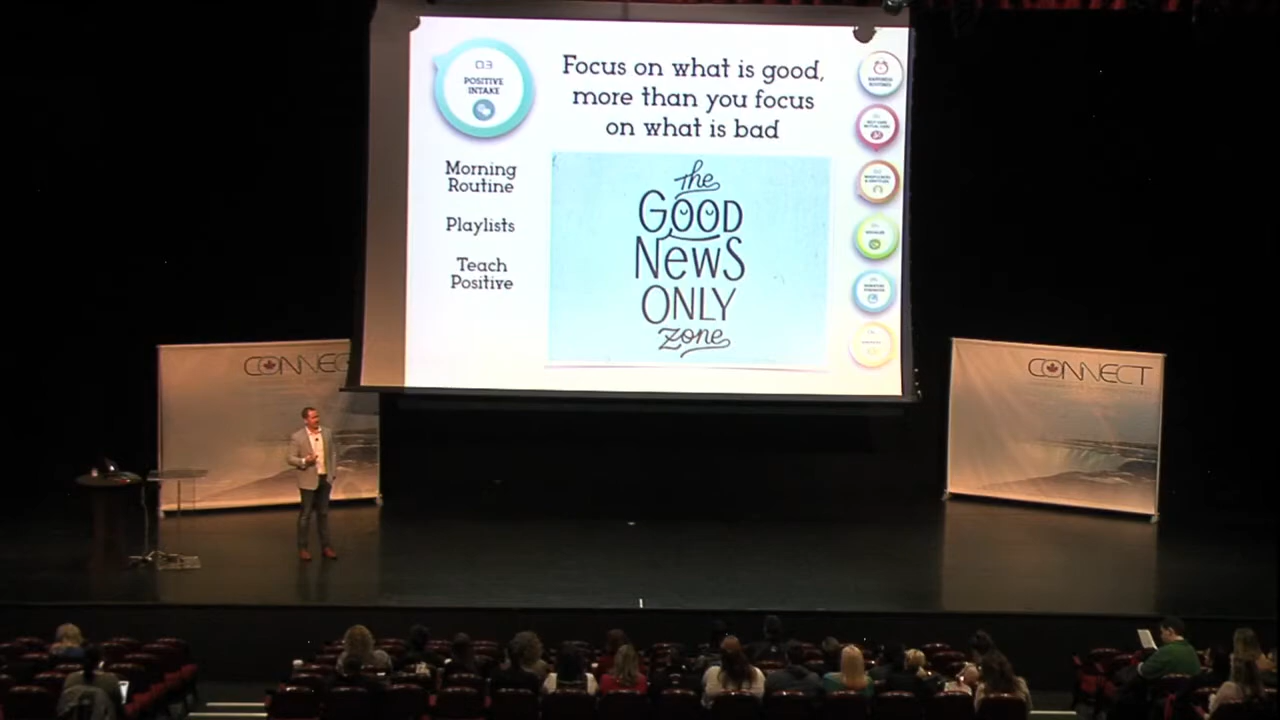 03
POSITIVE
INTAKE
Focus on what is good,
more than you focus
on what is bad
Morning
Routine
Playlists
Teach
Positive
the
GOOD
NewS
ONLY
zone
CONNEC
CONNECT